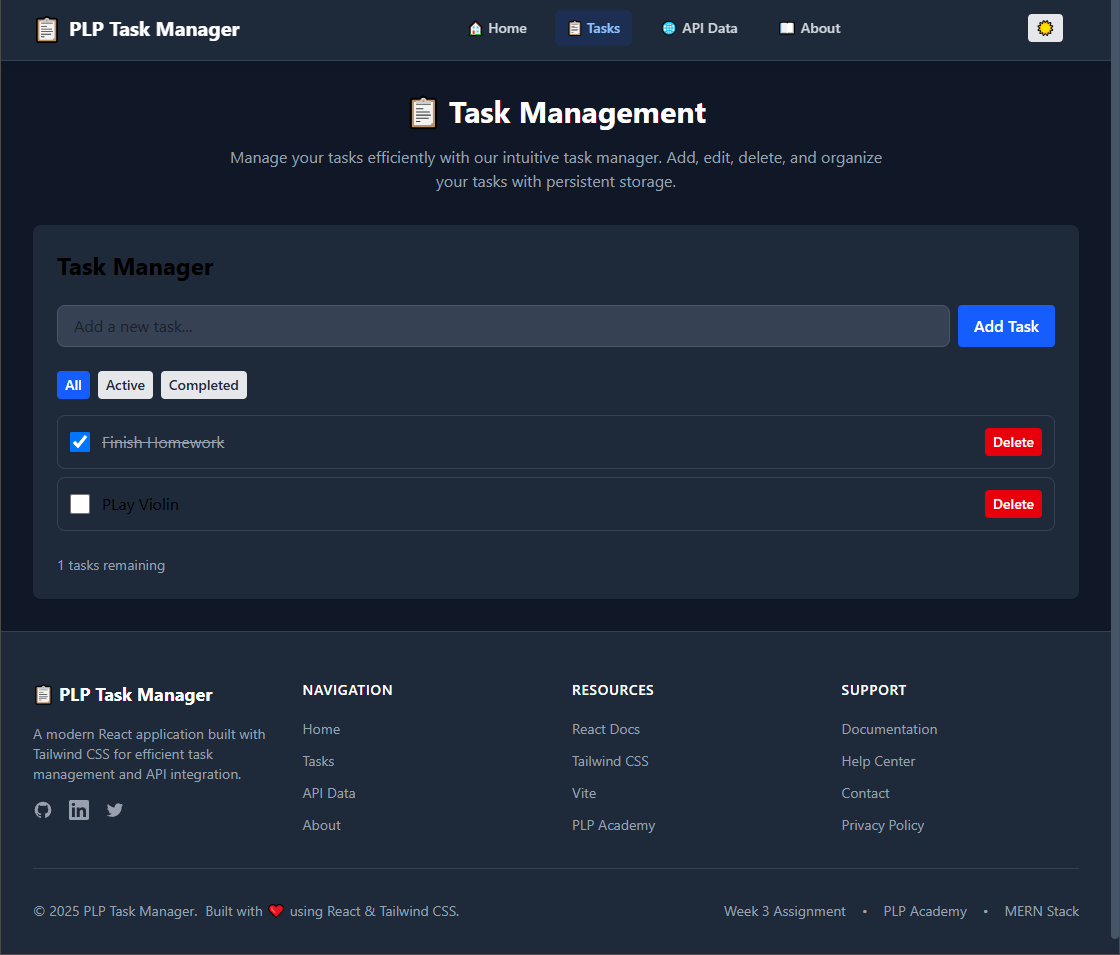 PLP Task Manager
Home
Tasks
API Data
About
Task Management
Manage your tasks efficiently with our intuitive task manager. Add, edit, delete, and organize
your tasks with persistent storage.
Task Manager
Add a new task...
Add Task
All
Active
Completed
Finish Homework
Delete
PLay Violin
Delete
1 tasks remaining
PLP Task Manager
A modern React application built with
Tailwind CSS for efficient task
management and API integration.
NAVIGATION
Home
Tasks
API Data
About
RESOURCES
React Docs
Tailwind CSS
Vite
PLP Academy
SUPPORT
Documentation
Help Center
Contact
Privacy Policy
© 2025 PLP Task Manager. Built with ❤️ using React & Tailwind CSS.
Week 3 Assignment • PLP Academy • MERN Stack